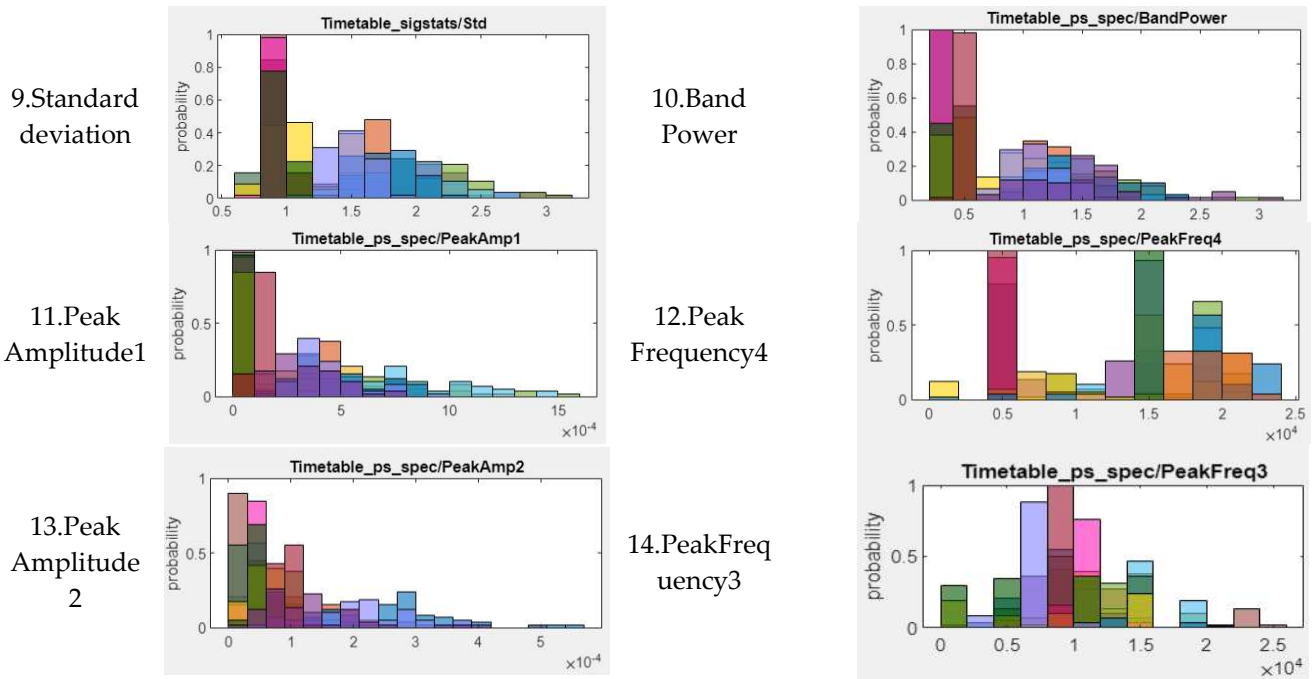 9.Standard
deviation
Timetable_sigstats/Std
probability
1
0.8
0.6
0.4
0.2
0
0.5 1 1.5 2 2.5 3
10.Band
Power
Timetable_ps_spec/BandPower
probability
1
0.8
0.6
0.4
0.2
0
0.5 1 1.5 2 2.5 3
11.Peak
Amplitude1
Timetable_ps_spec/PeakAmp1
probability
1
0.5
0
0 5 10 15
×10-4
12.Peak
Frequency4
Timetable_ps_spec/PeakFreq4
probability
1
0.5
0
0 0.5 1 1.5 2 2.5
×10^4
13.Peak
Amplitude
2
Timetable_ps_spec/PeakAmp2
probability
1
0.5
0
0 1 2 3 4 5
×10-4
14.PeakFreq
uency3
Timetable_ps_spec/PeakFreq3
probability
1
0.5
0
0 0.5 1 1.5 2 2.5
×10^4